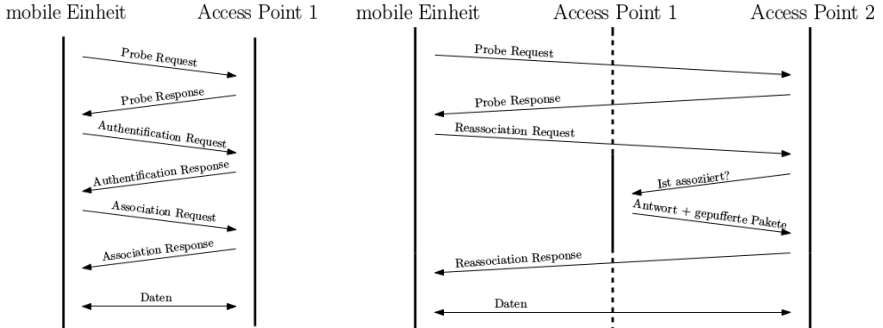 mobile Einheit
Access Point 1
Probe Request
Probe Response
Authentification Request
Authentification Response
Association Request
Association Response
Daten
mobile Einheit
Access Point 1
Access Point 2
Probe Request
Probe Response
Reassociation Request
Ist assoziiert?
Antwort + gepufferte Pakete
Reassociation Response
Daten